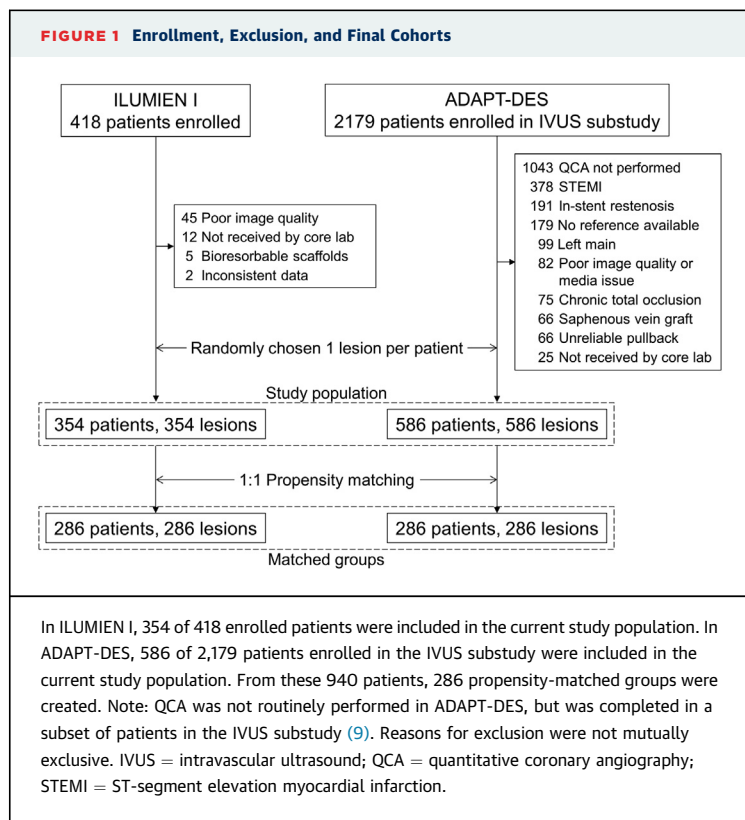 FIGURE 1 Enrollment, Exclusion, and Final Cohorts
ILUMIEN I
418 patients enrolled
ADAPT-DES
2179 patients enrolled in IVUS substudy
45 Poor image quality
12 Not received by core lab
5 Bioresorbable scaffolds
2 Inconsistent data
1043 QCA not performed
378 STEMI
191 In-stent restenosis
179 No reference available
99 Left main
82 Poor image quality or
media issue
75 Chronic total occlusion
66 Saphenous vein graft
66 Unreliable pullback
25 Not received by core lab
Randomly chosen 1 lesion per patient
Study population
354 patients, 354 lesions
586 patients, 586 lesions
1:1 Propensity matching
286 patients, 286 lesions
286 patients, 286 lesions
Matched groups
In ILUMIEN I, 354 of 418 enrolled patients were included in the current study population. In
ADAPT-DES, 586 of 2,179 patients enrolled in the IVUS substudy were included in the
current study population. From these 940 patients, 286 propensity-matched groups were
created. Note: QCA was not routinely performed in ADAPT-DES, but was completed in a
subset of patients in the IVUS substudy (9). Reasons for exclusion were not mutually
exclusive. IVUS = intravascular ultrasound; QCA = quantitative coronary angiography;
STEMI = ST-segment elevation myocardial infarction.